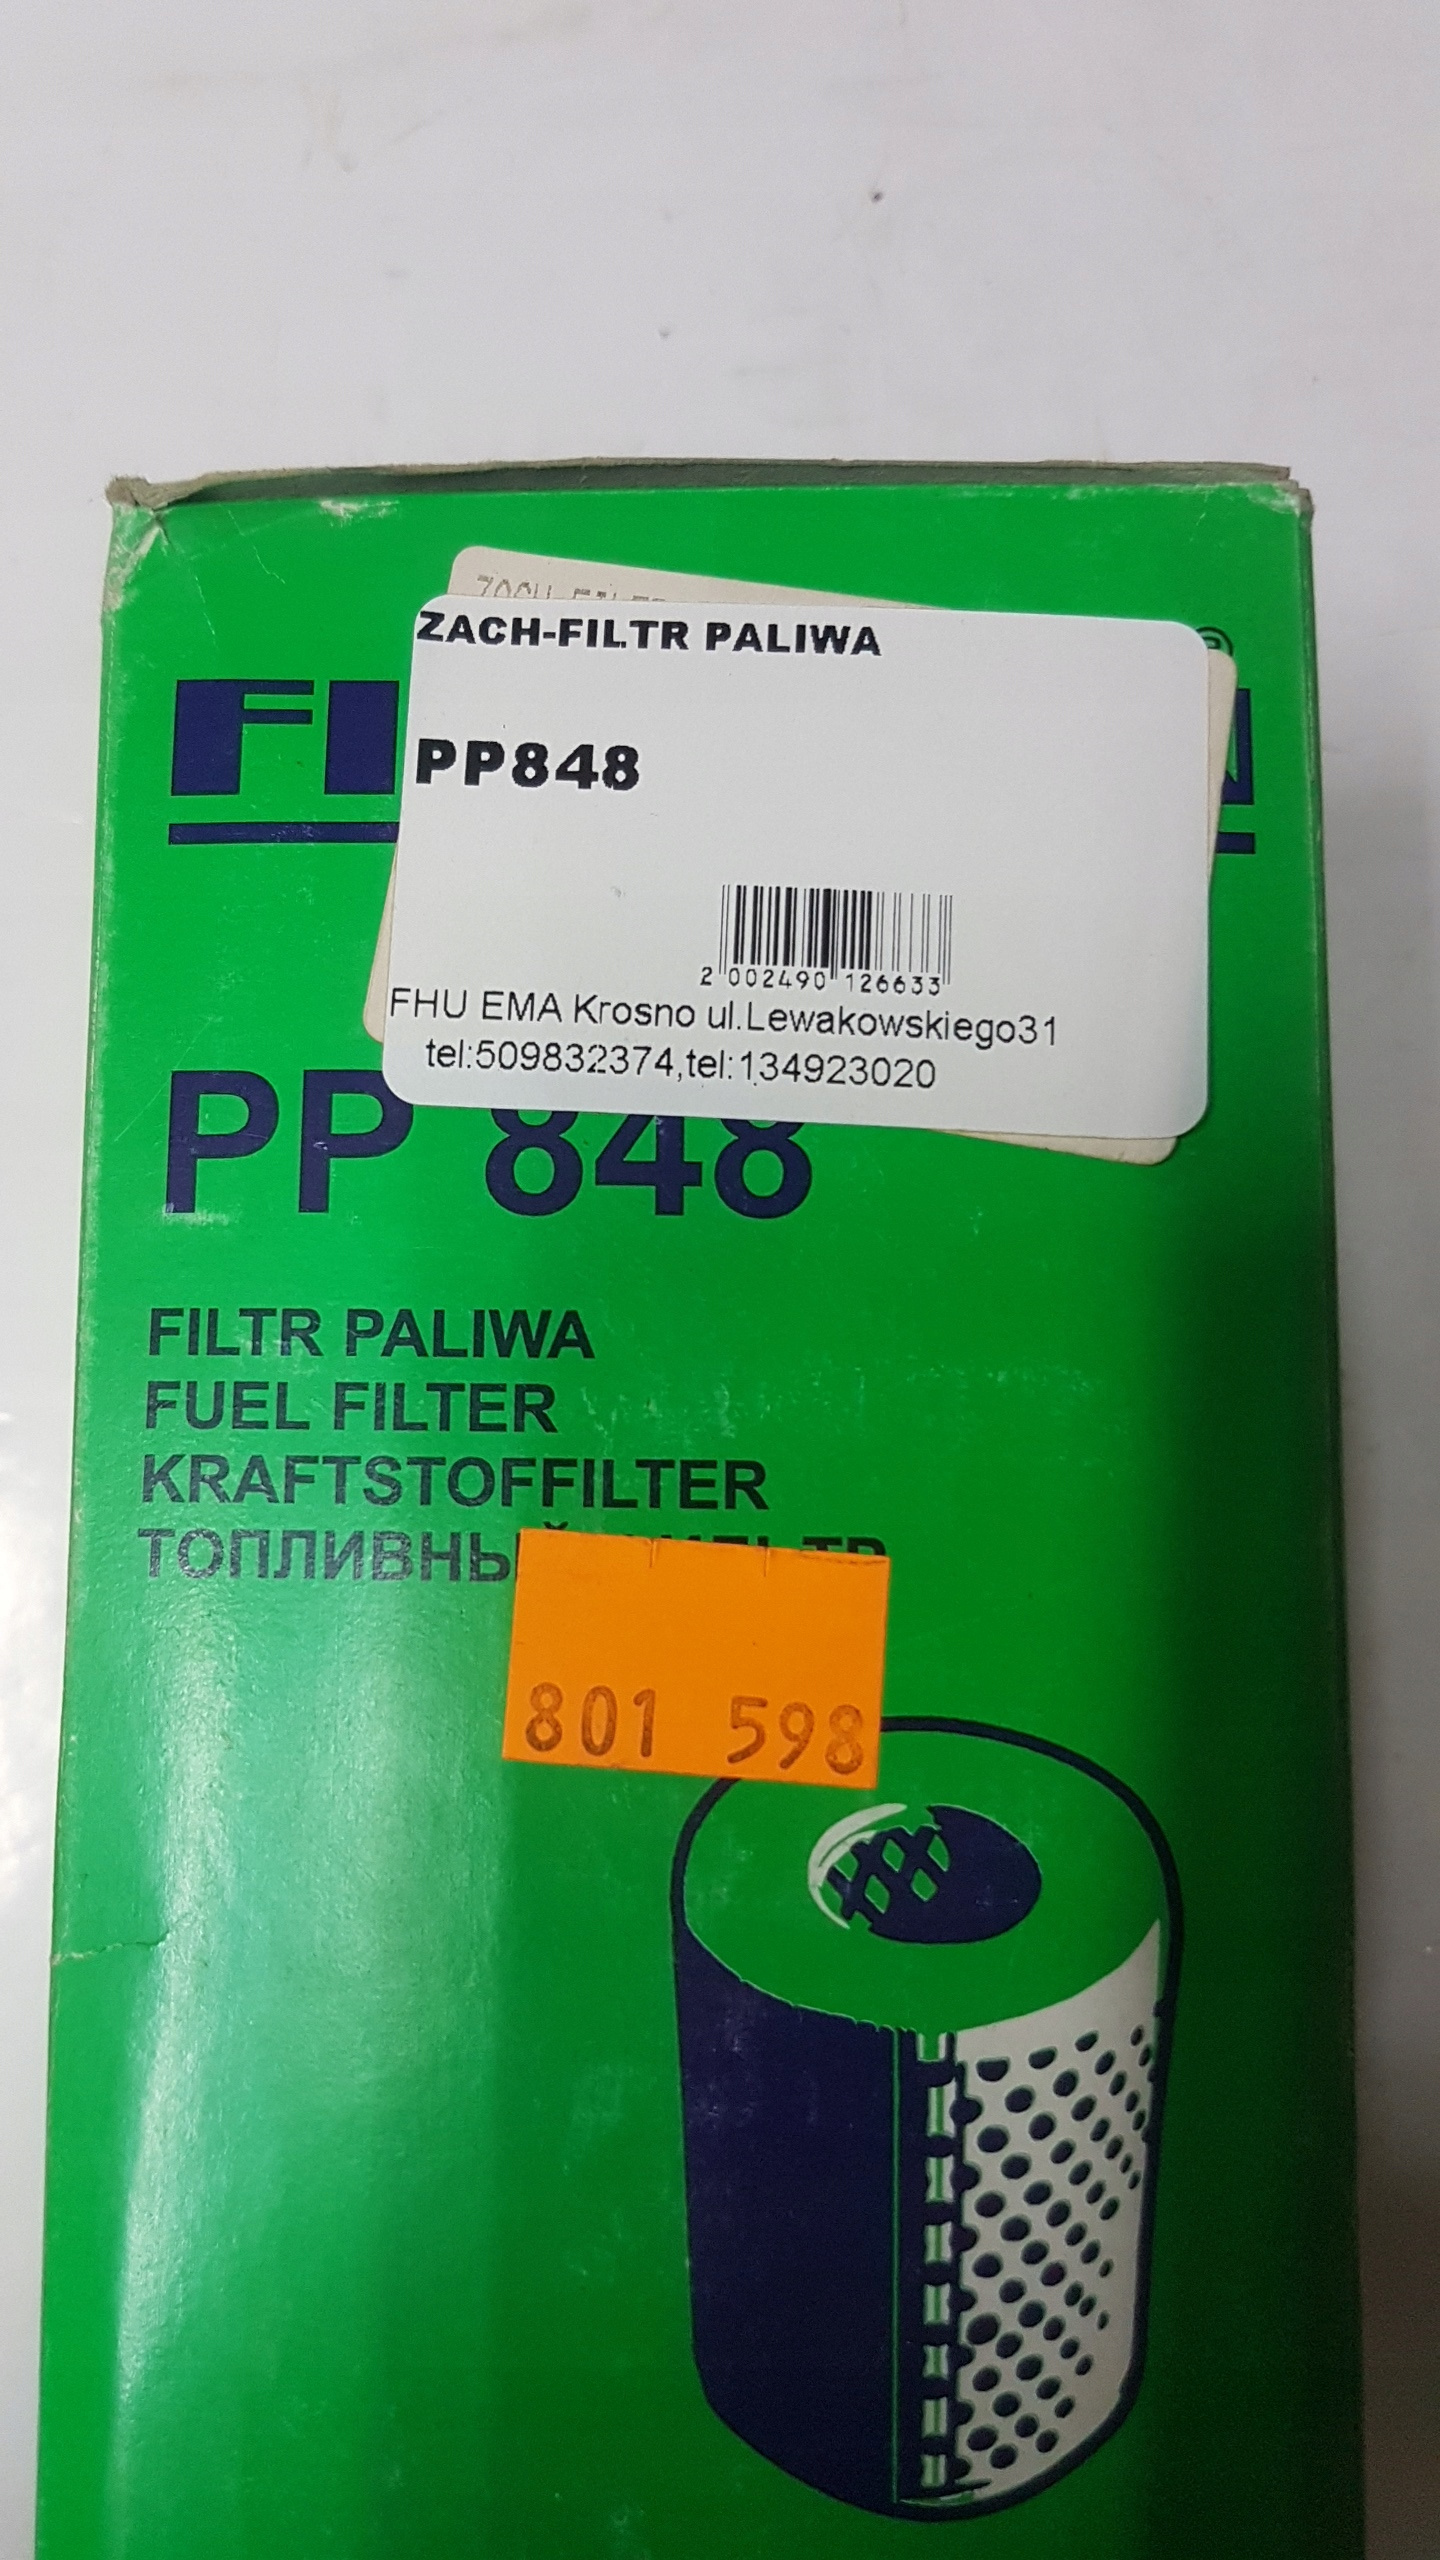 ZACH-FILTR PALIWA
PP848
2 002490 126633
FHU EMA Krosno ul.Lewakowskiego31
tel:509832374,tel:134923020
PP 848
FILTR PALIWA
FUEL FILTER
KRAFTSTOFFILTER
801 598